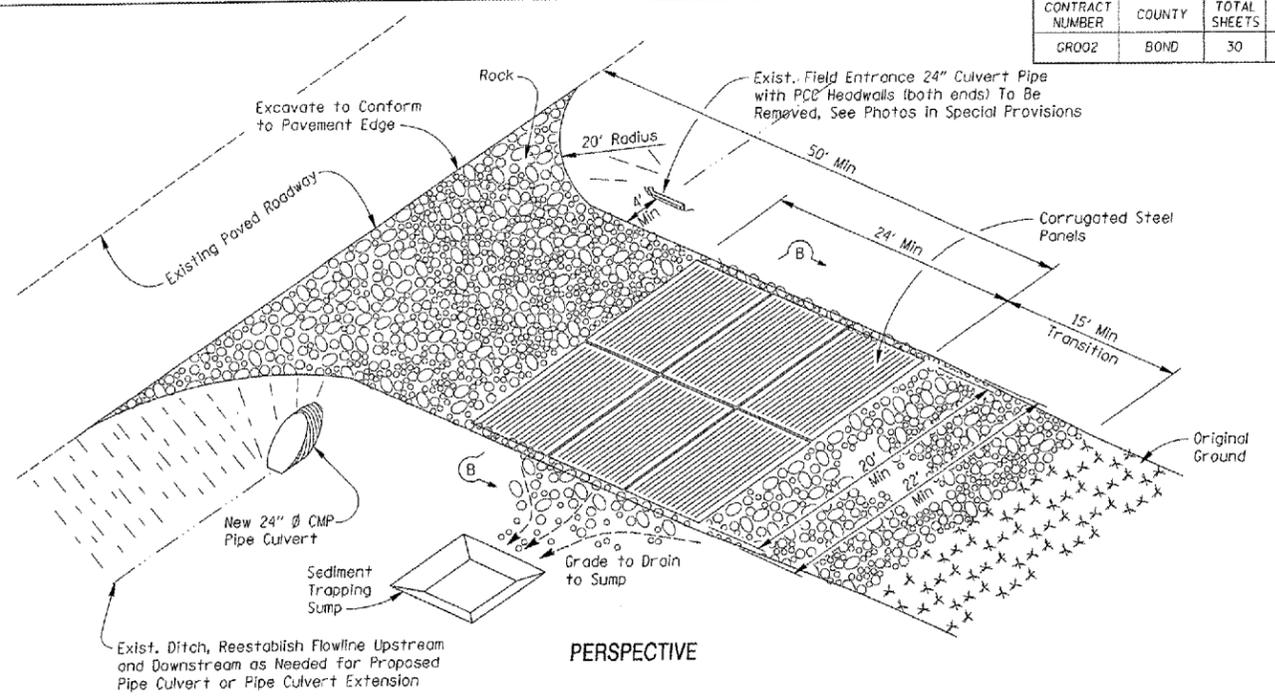 CONTRACT NUMBER
COUNTY
TOTAL SHEETS
GR002
BOND
30
Rock
Exist. Field Entrance 24" Culvert Pipe
with PCC Headwalls (both ends) To Be
Removed, See Photos in Special Provisions
Excavate to Conform
to Pavement Edge
20' Radius
50' Min
Existing Paved Roadway
4'
Min
Corrugated Steel
Panels
24' Min
B
15' Min
Transition
Original
Ground
20'
Min
22'
Min
B
New 24" Ø CMP
Pipe Culvert
Grade to Drain
to Sump
Sediment
Trapping
Sump
Exist. Ditch, Reestablish Flowline Upstream
and Downstream as Needed for Proposed
Pipe Culvert or Pipe Culvert Extension
PERSPECTIVE